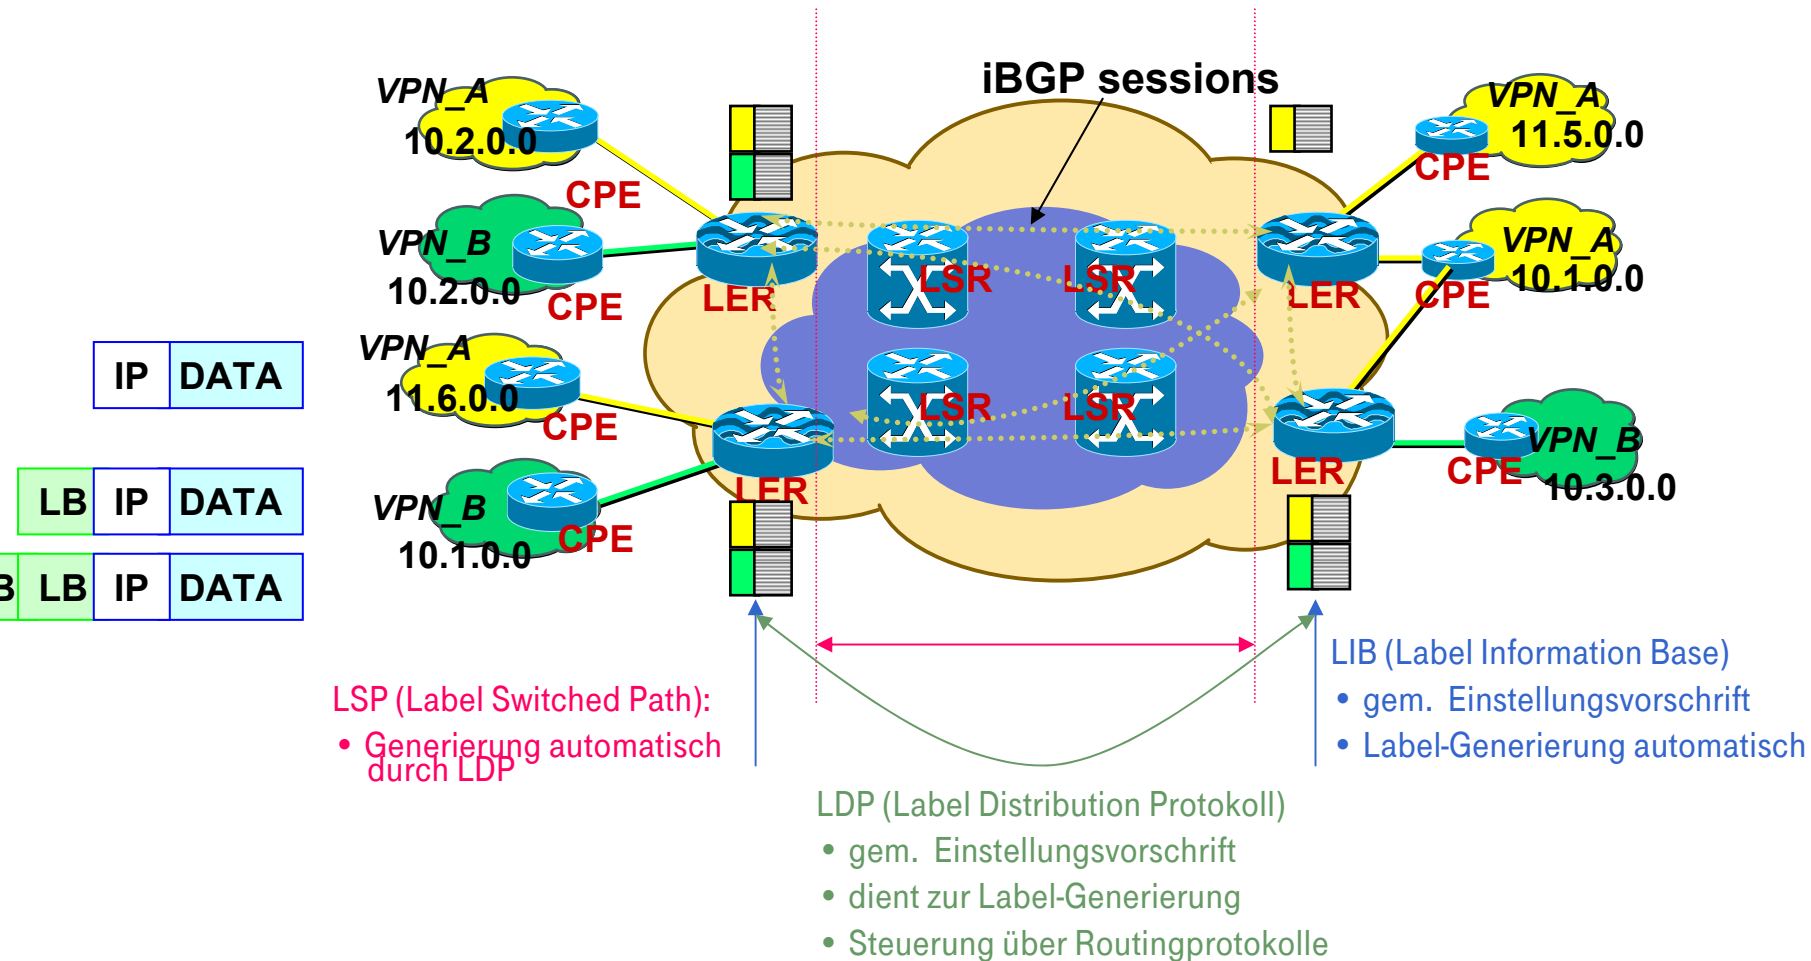 iBGP sessions
VPN_A
10.2.0.0
CPE
VPN_B
10.2.0.0
CPE
VPN_A
11.6.0.0
CPE
VPN_B
10.1.0.0
CPE
LER
LER
LSR
LSR
LSR
LSR
LER
LER
VPN_A
11.5.0.0
CPE
VPN_A
10.1.0.0
CPE
VPN_B
10.3.0.0
CPE
IP DATA
LB IP DATA
B LB IP DATA
LSP (Label Switched Path):
• Generierung automatisch
durch LDP
LIB (Label Information Base)
• gem. Einstellungsvorschrift
• Label-Generierung automatisch
LDP (Label Distribution Protokoll)
• gem. Einstellungsvorschrift
• dient zur Label-Generierung
• Steuerung über Routingprotokolle